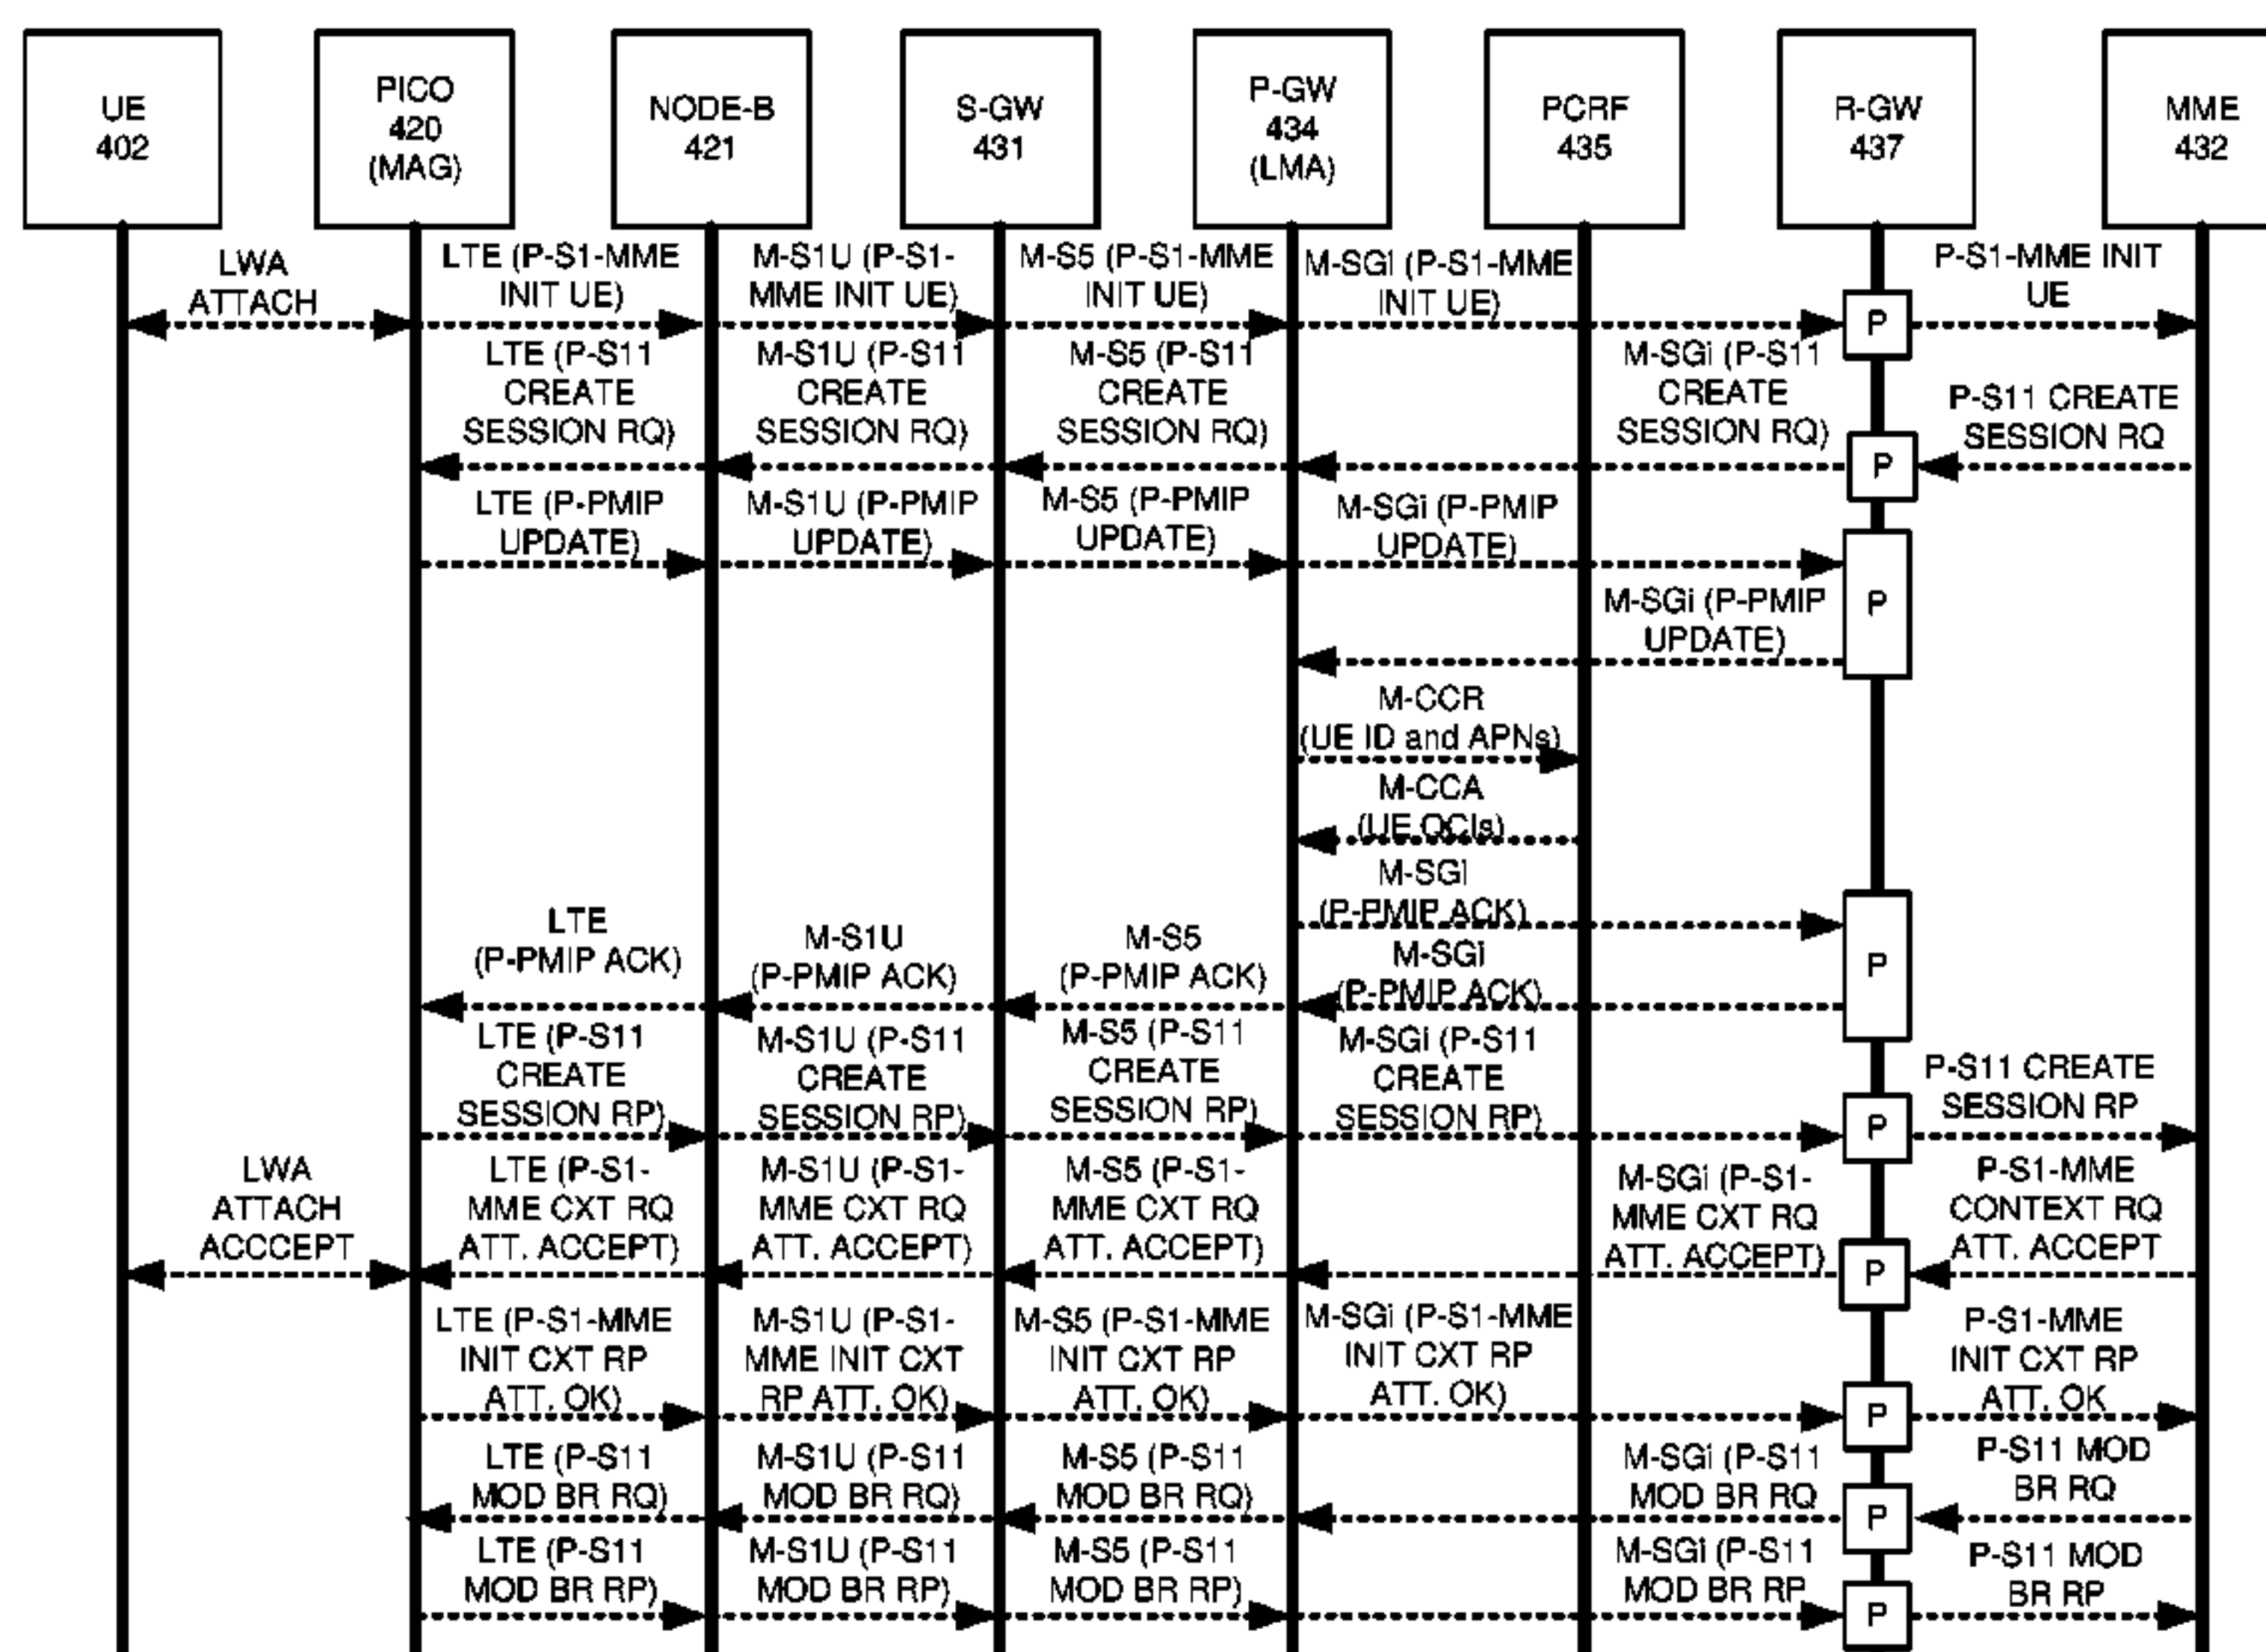 UE
402
PICO
420
(MAG)
NODE-B
421
S-GW
431
P-GW
434
(LMA)
PCRF
435
R-GW
437
MME
432
LWA
ATTACH
LTE (P-S1-MME
INIT UE)
M-S1U (P-S1-
MME INIT UE)
M-S5 (P-S1-MME
INIT UE)
M-SGi (P-S1-MME
INIT UE)
P
P-S1-MME INIT
UE
LTE (P-S11
CREATE
SESSION RQ)
M-S1U (P-S11
CREATE
SESSION RQ)
M-S5 (P-S11
CREATE
SESSION RQ)
M-SGi (P-S11
CREATE
SESSION RQ)
P
P-S11 CREATE
SESSION RQ
LTE (P-PMIP
UPDATE)
M-S1U (P-PMIP
UPDATE)
M-S5 (P-PMIP
UPDATE)
M-SGi (P-PMIP
UPDATE)
M-SGi (P-PMIP
UPDATE)
P
M-CCR
(UE ID and APNs)
M-CCA
(UE QCIs)
M-SGi
(P-PMIP ACK)
LTE
(P-PMIP ACK)
M-S1U
(P-PMIP ACK)
M-S5
(P-PMIP ACK)
M-SGi
(P-PMIP ACK)
P
LTE (P-S11
CREATE
SESSION RP)
M-S1U (P-S11
CREATE
SESSION RP)
M-S5 (P-S11
CREATE
SESSION RP)
M-SGi (P-S11
CREATE
SESSION RP)
P
P-S11 CREATE
SESSION RP
LWA
ATTACH
ACCCEPT
LTE (P-S1-
MME CXT RQ
ATT. ACCEPT)
M-S1U (P-S1-
MME CXT RQ
ATT. ACCEPT)
M-S5 (P-S1-
MME CXT RQ
ATT. ACCEPT)
M-SGi (P-S1-
MME CXT RQ
ATT. ACCEPT)
P
P-S1-MME
CONTEXT RQ
ATT. ACCEPT
LTE (P-S1-MME
INIT CXT RP
ATT. OK)
M-S1U (P-S1-
MME INIT CXT
RP ATT. OK)
M-S5 (P-S1-MME
INIT CXT RP
ATT. OK)
M-SGi (P-S1-MME
INIT CXT RP
ATT. OK)
P
P-S1-MME
INIT CXT RP
ATT. OK
LTE (P-S11
MOD BR RQ)
M-S1U (P-S11
MOD BR RQ)
M-S5 (P-S11
MOD BR RQ)
M-SGi (P-S11
MOD BR RQ
P
P-S11 MOD
BR RQ
LTE (P-S11
MOD BR RP)
M-S1U (P-S11
MOD BR RP)
M-S5 (P-S11
MOD BR RP)
M-SGi (P-S11
MOD BR RP
P
P-S11 MOD
BR RP